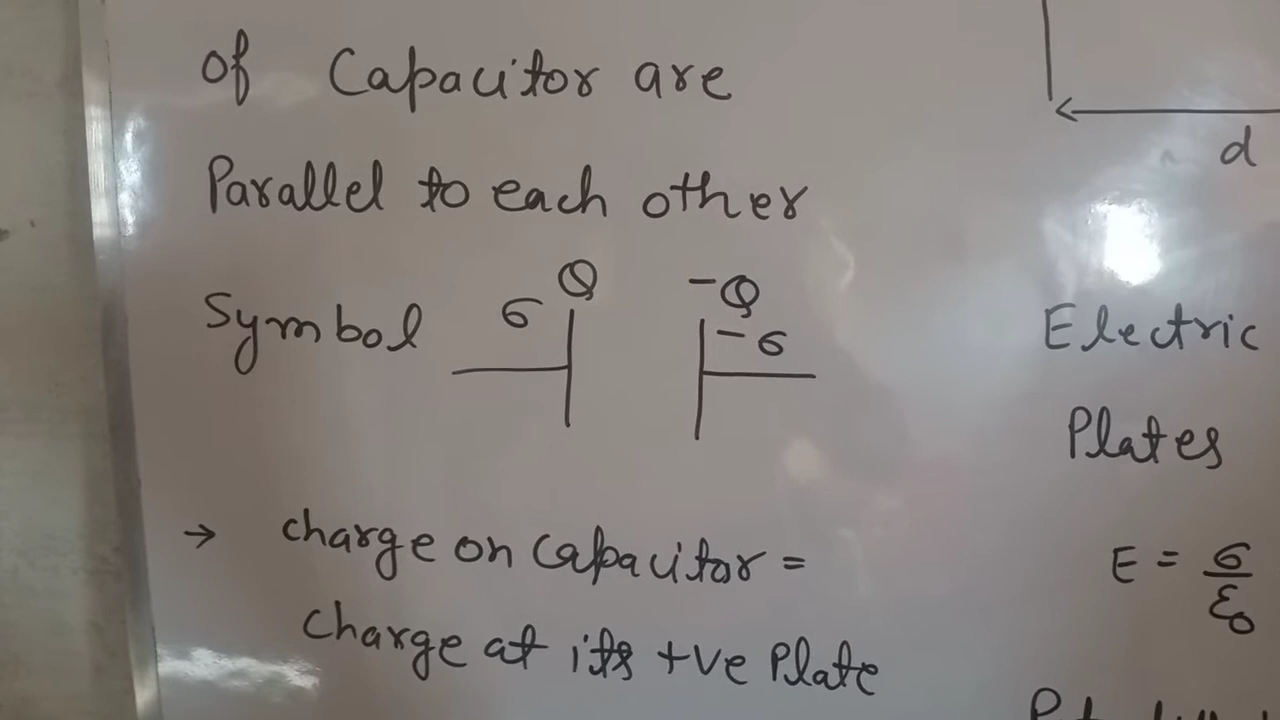 of Capacitor are
Parallel to each other
Symbol σ Q -Q -σ
→ charge on capacitor =
charge at its +ve Plate
d
Electric
Plates
E = σ/ε₀